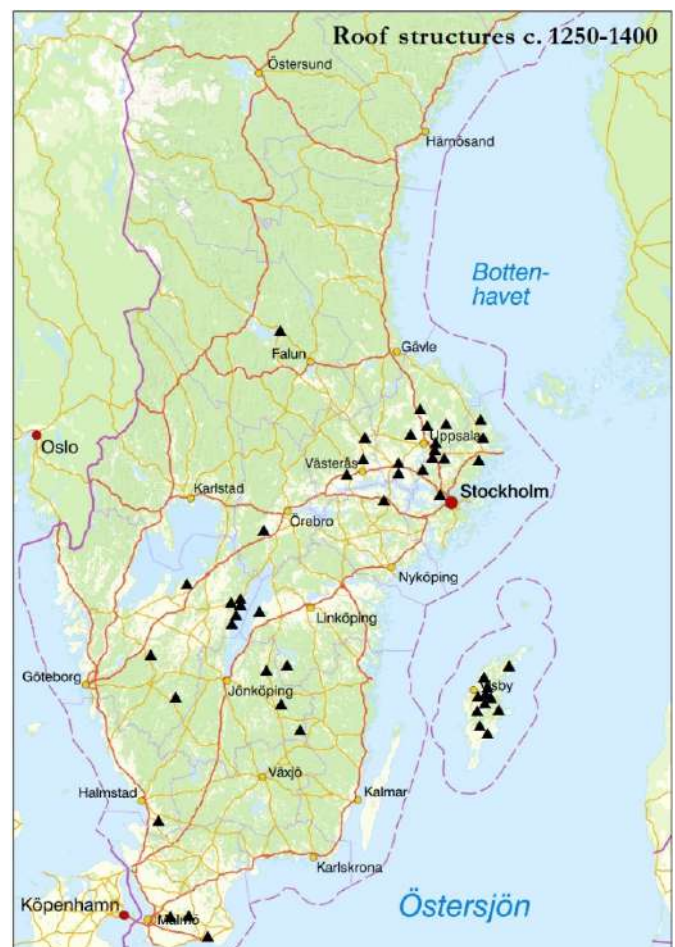 Roof structures c. 1250-1400
Östersund
Härnösand
Botten-
havet
Falun
Gävle
Oslo
Uppsala
Västerås
Karlstad
Stockholm
Örebro
Nyköping
Linköping
Göteborg
Jönköping
Visby
Växjö
Halmstad
Kalmar
Karlskrona
Köpenhamn
Malmö
Östersjön